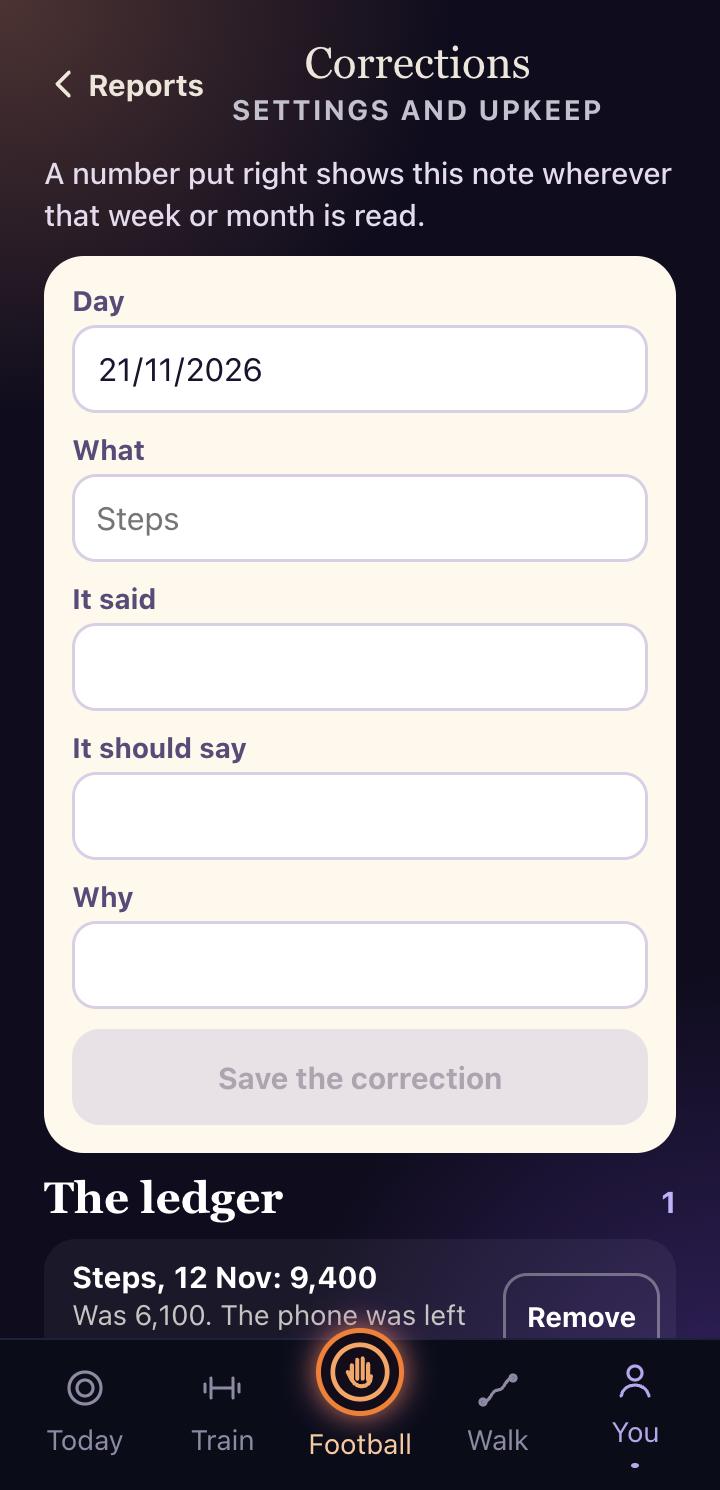 Reports
Corrections
SETTINGS AND UPKEEP
A number put right shows this note wherever
that week or month is read.
Day
21/11/2026
What
Steps
It said
It should say
Why
Save the correction
The ledger
1
Steps, 12 Nov: 9,400
Was 6,100. The phone was left
Remove
Today
Train
Football
Walk
You